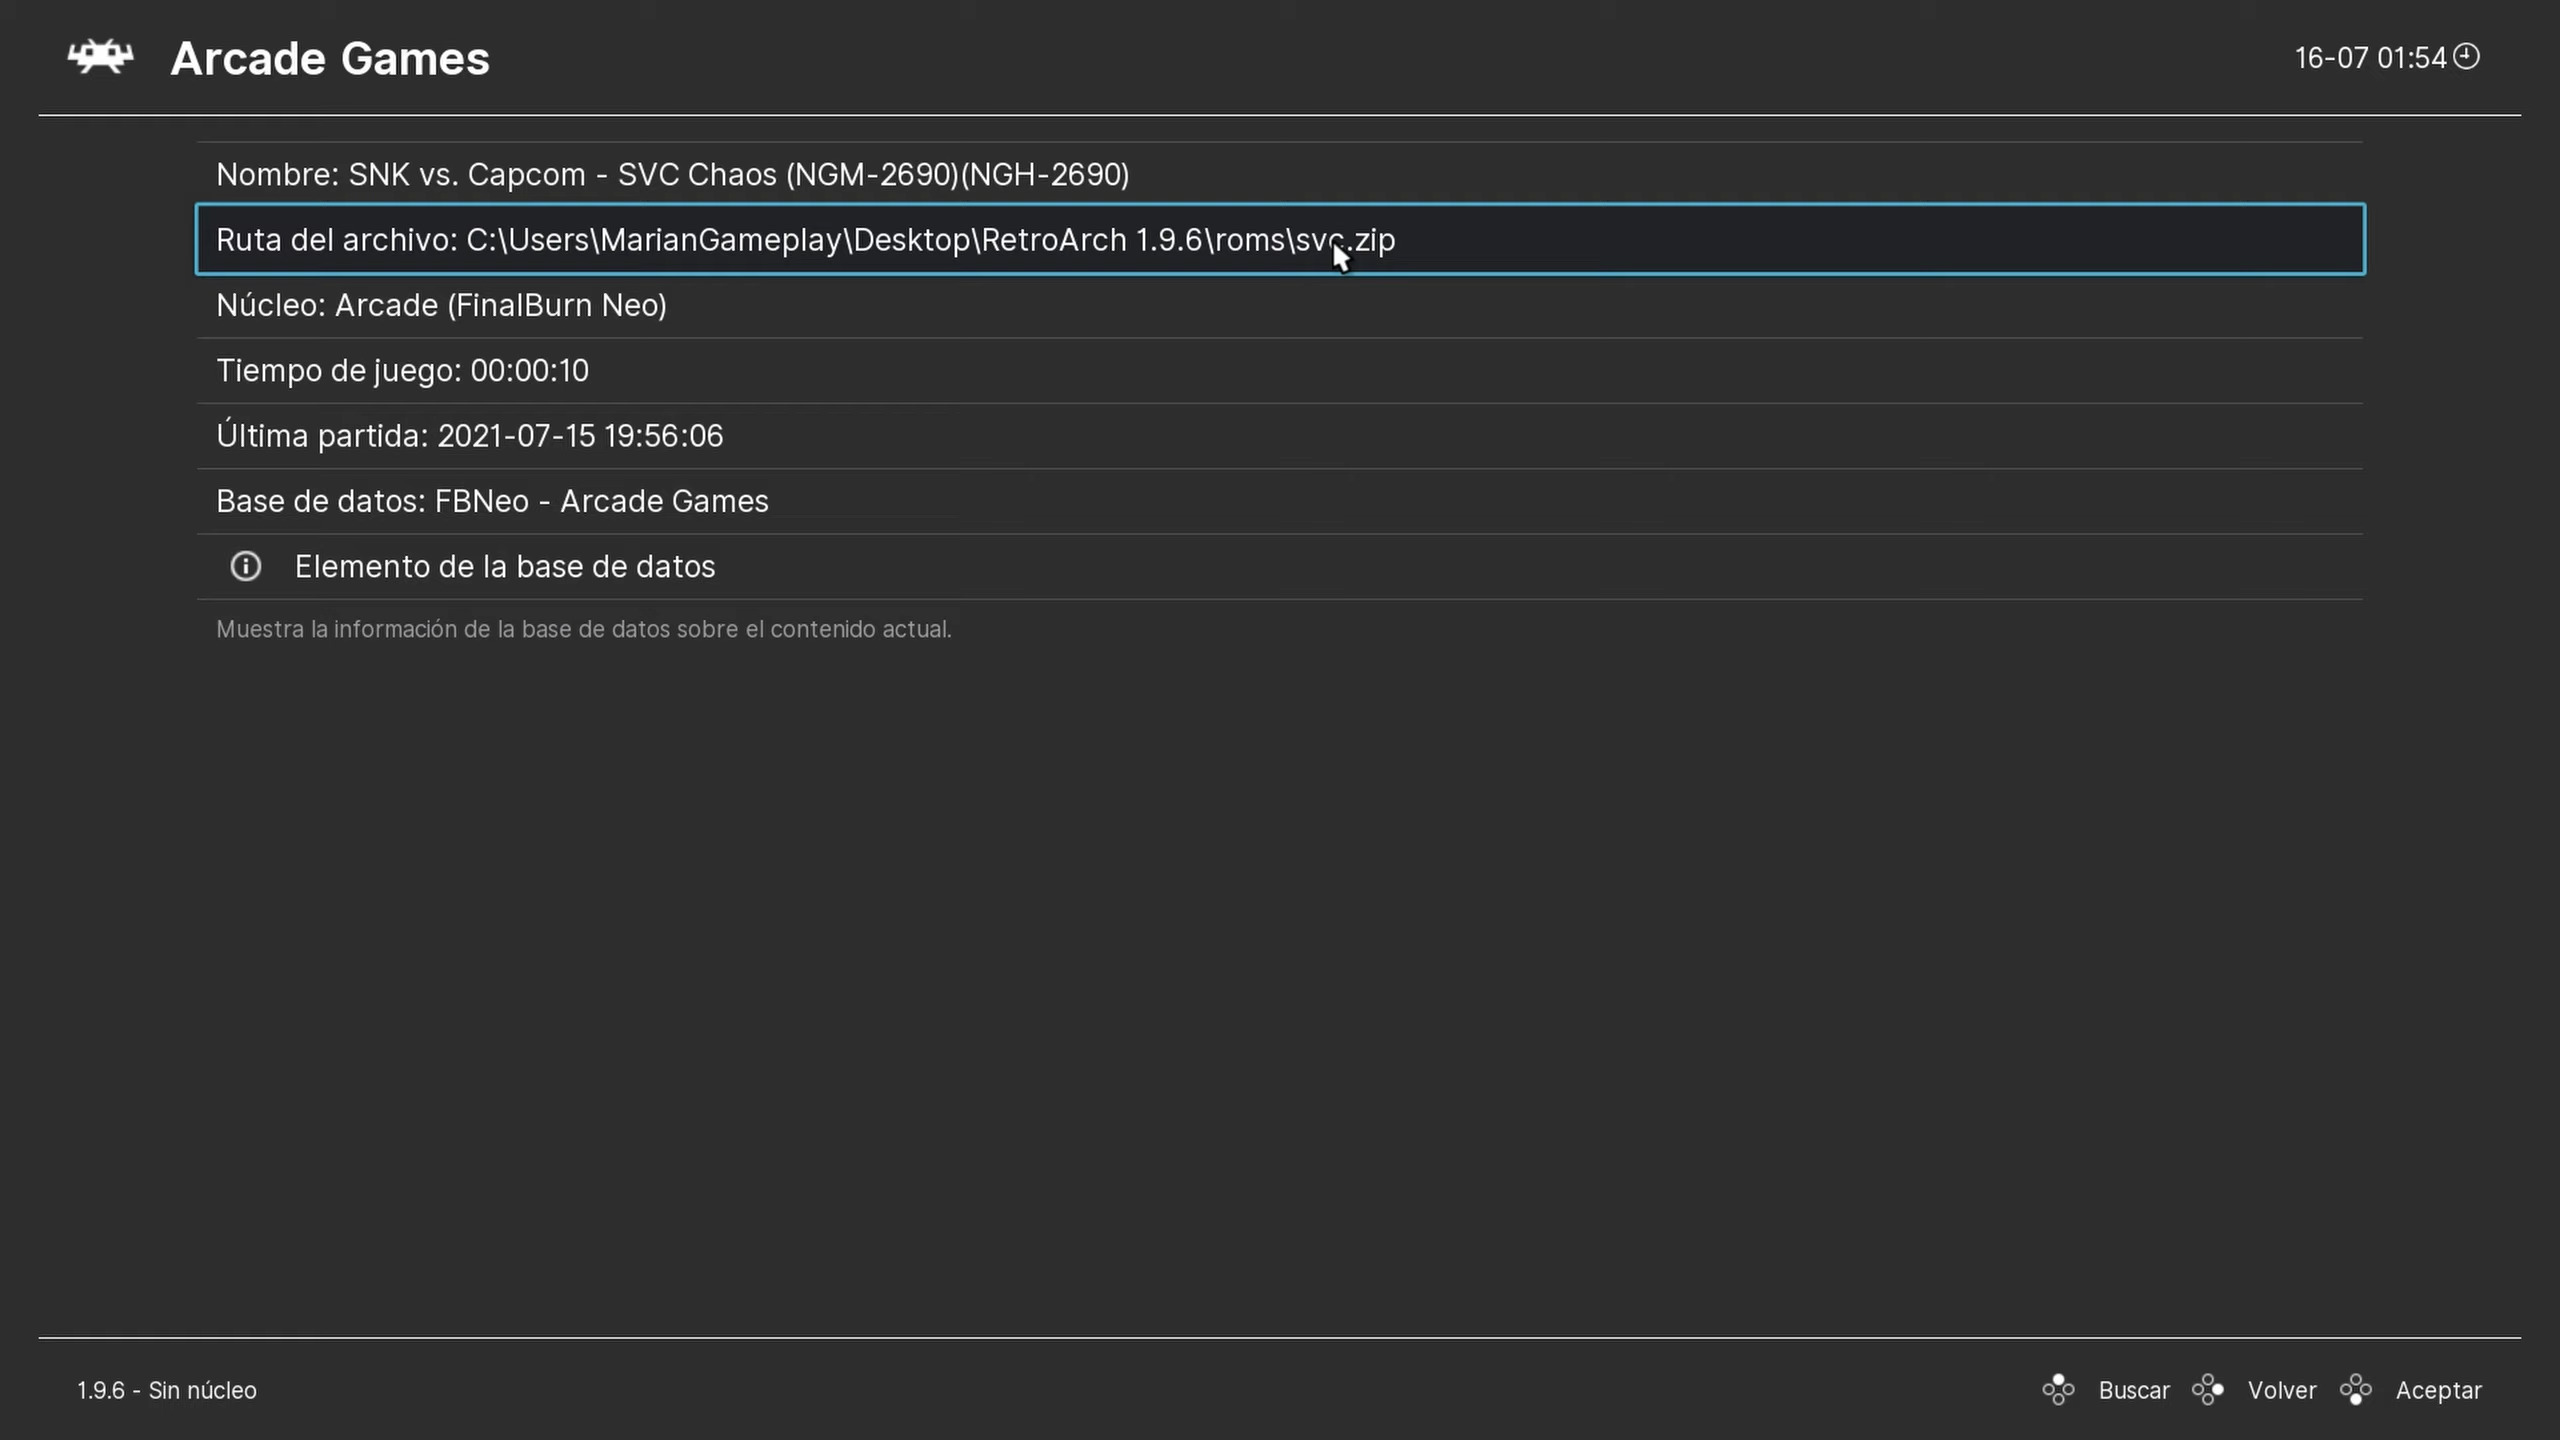 Arcade Games
16-07 01:54
Nombre: SNK vs. Capcom - SVC Chaos (NGM-2690)(NGH-2690)
Ruta del archivo: C:\Users\MarianGameplay\Desktop\RetroArch 1.9.6\roms\svc.zip
Núcleo: Arcade (FinalBurn Neo)
Tiempo de juego: 00:00:10
Última partida: 2021-07-15 19:56:06
Base de datos: FBNeo - Arcade Games
Elemento de la base de datos
Muestra la información de la base de datos sobre el contenido actual.
1.9.6 - Sin núcleo
Buscar Volver Aceptar